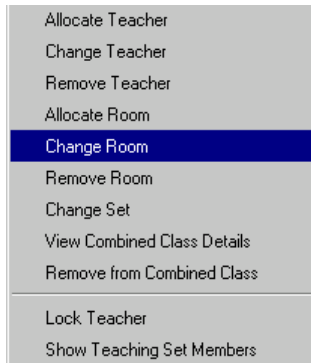 Allocate Teacher
Change Teacher
Remove Teacher
Allocate Room
Change Room
Remove Room
Change Set
View Combined Class Details
Remove from Combined Class
Lock Teacher
Show Teaching Set Members